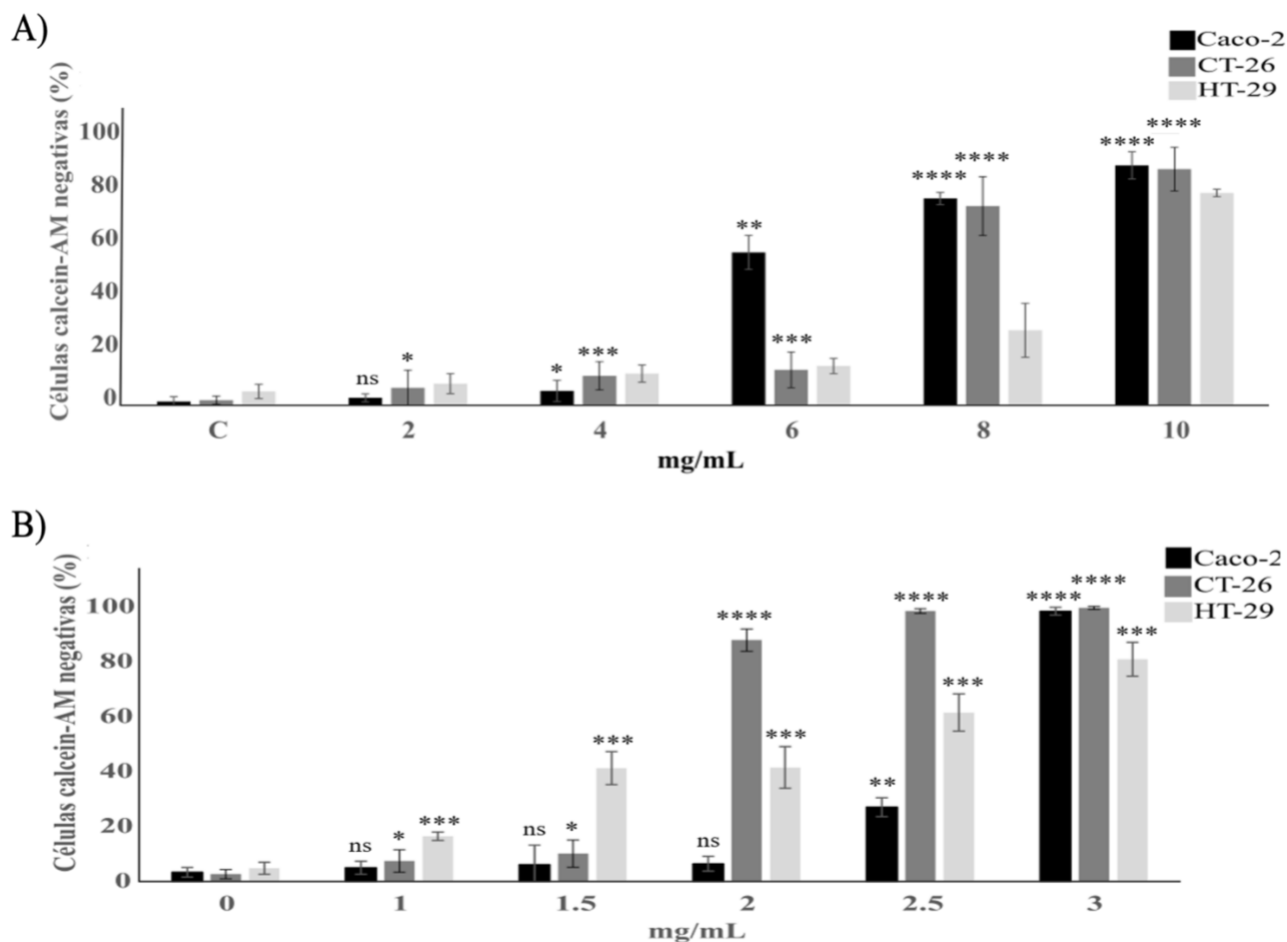 A)
Caco-2
CT-26
HT-29
Células calcein-AM negativas (%)
100
80
60
40
20
0
ns
*
*
***
**
***
****
****
****
****
C 2 4 6 8 10
mg/mL
B)
Caco-2
CT-26
HT-29
Células calcein-AM negativas (%)
100
80
60
40
20
0
ns
*
***
ns
*
***
ns
****
***
**
****
***
****
****
***
0 1 1.5 2 2.5 3
mg/mL